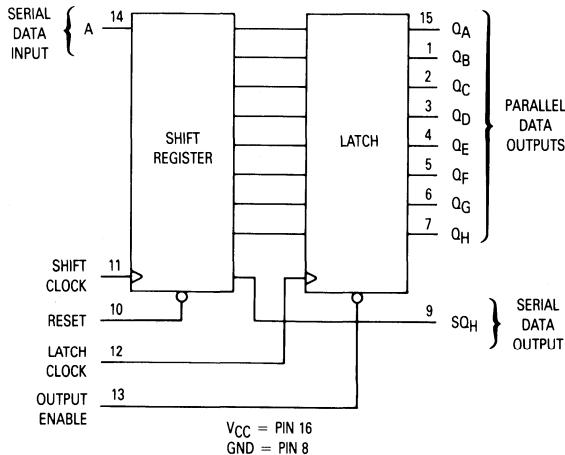 SERIAL
DATA
INPUT
A
14
SHIFT
REGISTER
LATCH
15
QA
1
QB
2
QC
3
QD
4
QE
5
QF
6
QG
7
QH
PARALLEL
DATA
OUTPUTS
SHIFT
CLOCK
11
RESET
10
LATCH
CLOCK
12
OUTPUT
ENABLE
13
9
SQH
SERIAL
DATA
OUTPUT
VCC = PIN 16
GND = PIN 8